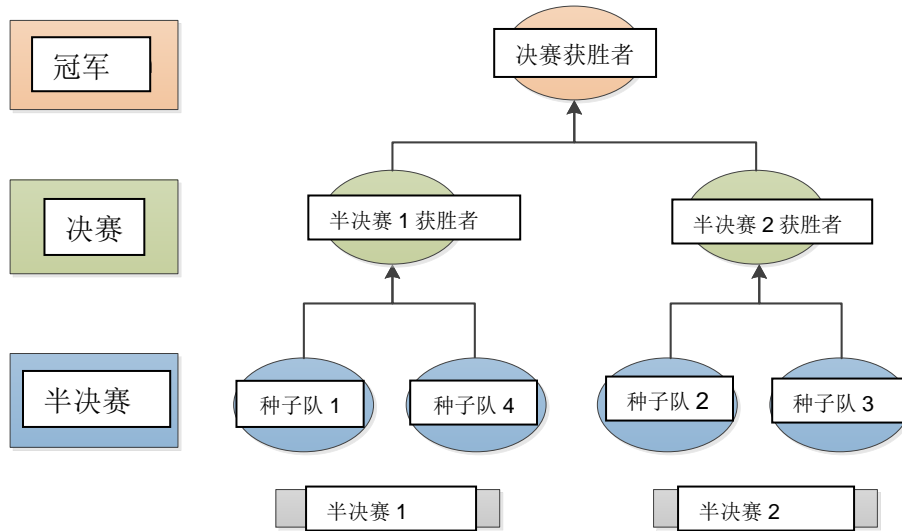 冠军
决赛获胜者
决赛
半决赛 1 获胜者
半决赛 2 获胜者
半决赛
种子队 1
种子队 4
种子队 2
种子队 3
半决赛 1
半决赛 2